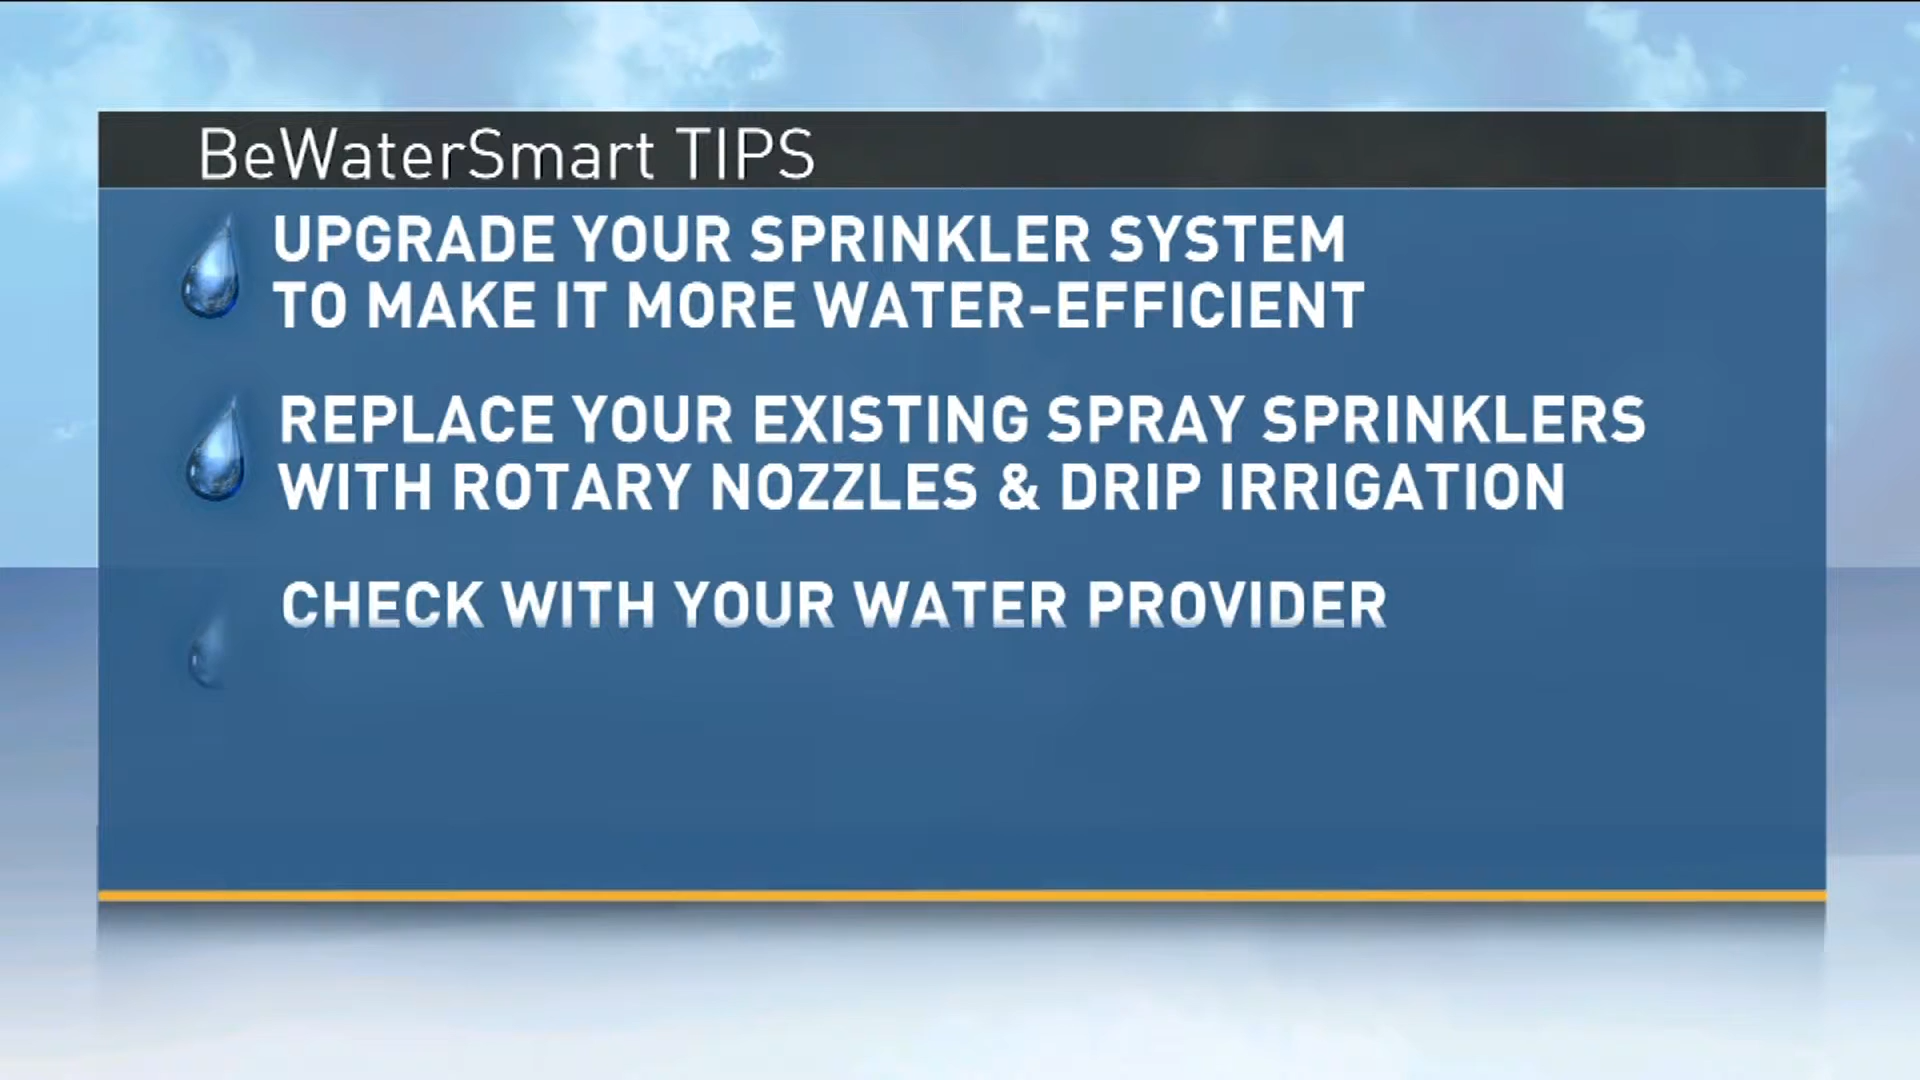 BeWaterSmart TIPS
UPGRADE YOUR SPRINKLER SYSTEM
TO MAKE IT MORE WATER-EFFICIENT
REPLACE YOUR EXISTING SPRAY SPRINKLERS
WITH ROTARY NOZZLES & DRIP IRRIGATION
CHECK WITH YOUR WATER PROVIDER